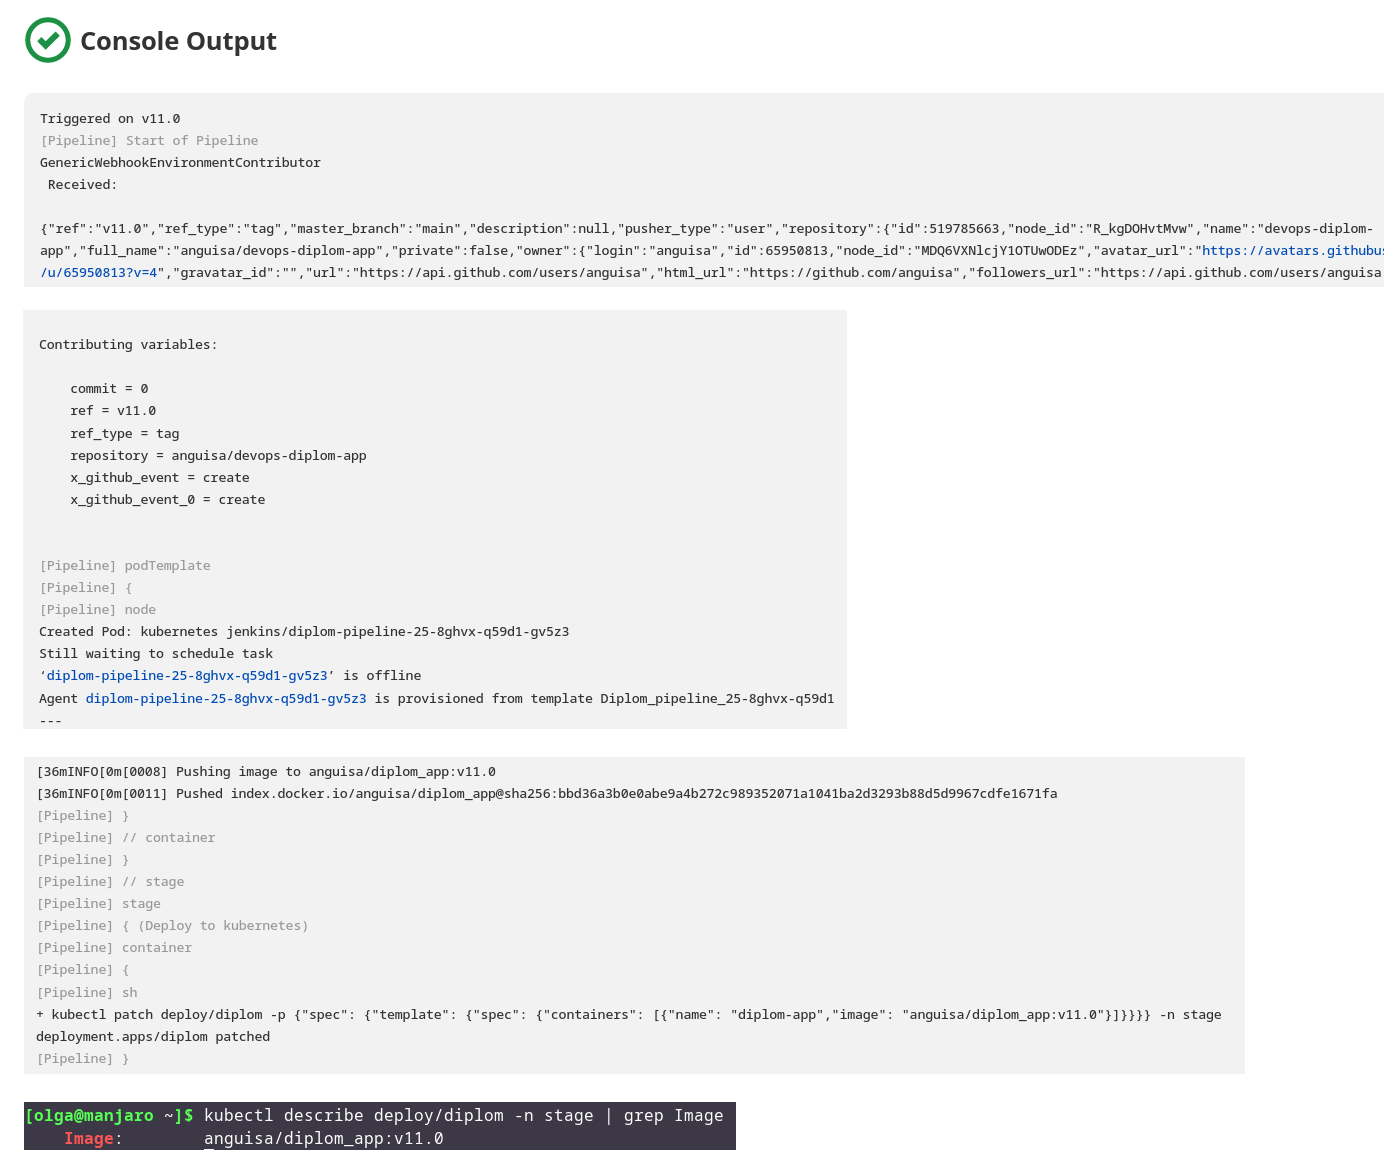 Console Output
Triggered on v11.0
[Pipeline] Start of Pipeline
GenericWebhookEnvironmentContributor
 Received:
{"ref":"v11.0","ref_type":"tag","master_branch":"main","description":null,"pusher_type":"user","repository":{"id":519785663,"node_id":"R_kgDOHvtMvw","name":"devops-diplom-
app","full_name":"anguisa/devops-diplom-app","private":false,"owner":{"login":"anguisa","id":65950813,"node_id":"MDQ6VXNlcjY1OTUwODEz","avatar_url":"https://avatars.githubus
/u/65950813?v=4","gravatar_id":"","url":"https://api.github.com/users/anguisa","html_url":"https://github.com/anguisa","followers_url":"https://api.github.com/users/anguisa
Contributing variables:
    commit = 0
    ref = v11.0
    ref_type = tag
    repository = anguisa/devops-diplom-app
    x_github_event = create
    x_github_event_0 = create
[Pipeline] podTemplate
[Pipeline] {
[Pipeline] node
Created Pod: kubernetes jenkins/diplom-pipeline-25-8ghvx-q59d1-gv5z3
Still waiting to schedule task
‘diplom-pipeline-25-8ghvx-q59d1-gv5z3’ is offline
Agent diplom-pipeline-25-8ghvx-q59d1-gv5z3 is provisioned from template Diplom_pipeline_25-8ghvx-q59d1
---
[36mINFO[0m[0008] Pushing image to anguisa/diplom_app:v11.0
[36mINFO[0m[0011] Pushed index.docker.io/anguisa/diplom_app@sha256:bbd36a3b0e0abe9a4b272c989352071a1041ba2d3293b88d5d9967cdfe1671fa
[Pipeline] }
[Pipeline] // container
[Pipeline] }
[Pipeline] // stage
[Pipeline] stage
[Pipeline] { (Deploy to kubernetes)
[Pipeline] container
[Pipeline] {
[Pipeline] sh
+ kubectl patch deploy/diplom -p {"spec": {"template": {"spec": {"containers": [{"name": "diplom-app","image": "anguisa/diplom_app:v11.0"}]}}}} -n stage
deployment.apps/diplom patched
[Pipeline] }
[olga@manjaro ~]$ kubectl describe deploy/diplom -n stage | grep Image
    Image:        anguisa/diplom_app:v11.0